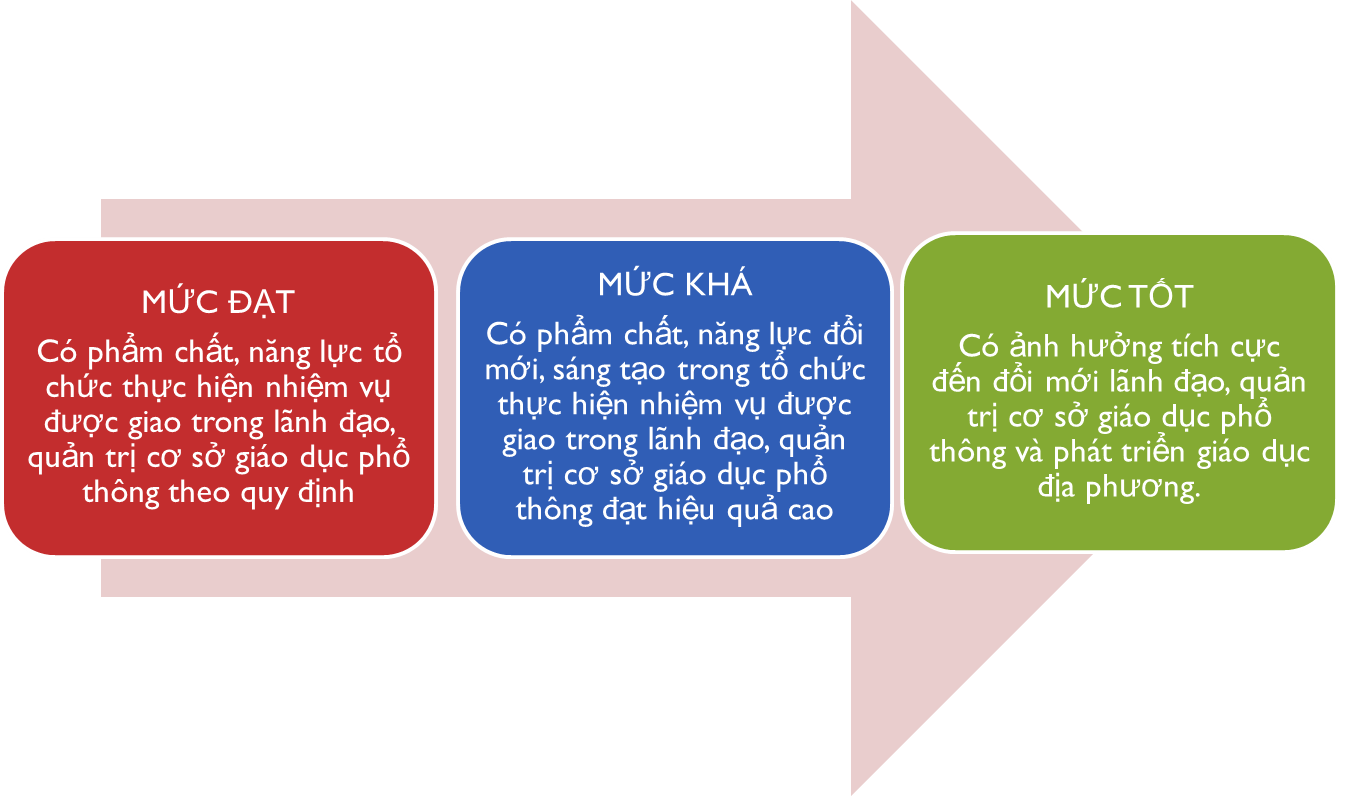 MỨC ĐẠT
Có phẩm chất, năng lực tổ
chức thực hiện nhiệm vụ
được giao trong lãnh đạo,
quản trị cơ sở giáo dục phổ
thông theo quy định
MỨC KHÁ
Có phẩm chất, năng lực đổi
mới, sáng tạo trong tổ chức
thực hiện nhiệm vụ được
giao trong lãnh đạo, quản
trị cơ sở giáo dục phổ
thông đạt hiệu quả cao
MỨC TỐT
Có ảnh hưởng tích cực
đến đổi mới lãnh đạo, quản
trị cơ sở giáo dục phổ
thông và phát triển giáo dục
địa phương.